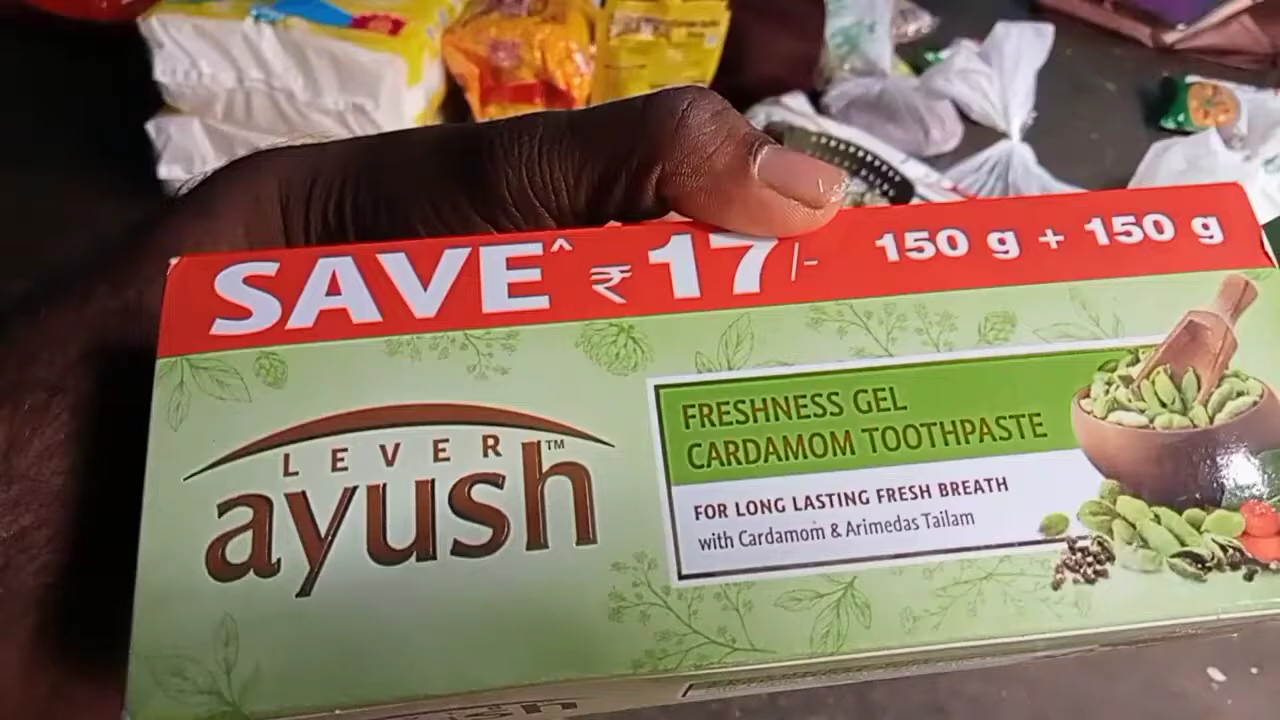 SAVE^ ₹ 17/- 150 g + 150 g
LEVER
ayush™
FRESHNESS GEL
CARDAMOM TOOTHPASTE
FOR LONG LASTING FRESH BREATH
with Cardamom & Arimedas Tailam